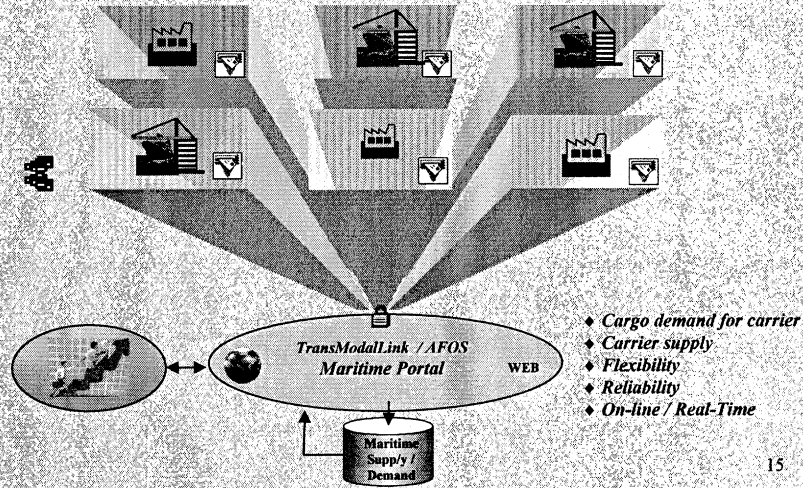 TransModalLink / AFOS
Maritime Portal
WEB
Maritime
Supp/y /
Demand
♦ Cargo demand for carrier
♦ Carrier supply
♦ Flexibility
♦ Reliability
♦ On-line / Real-Time
15